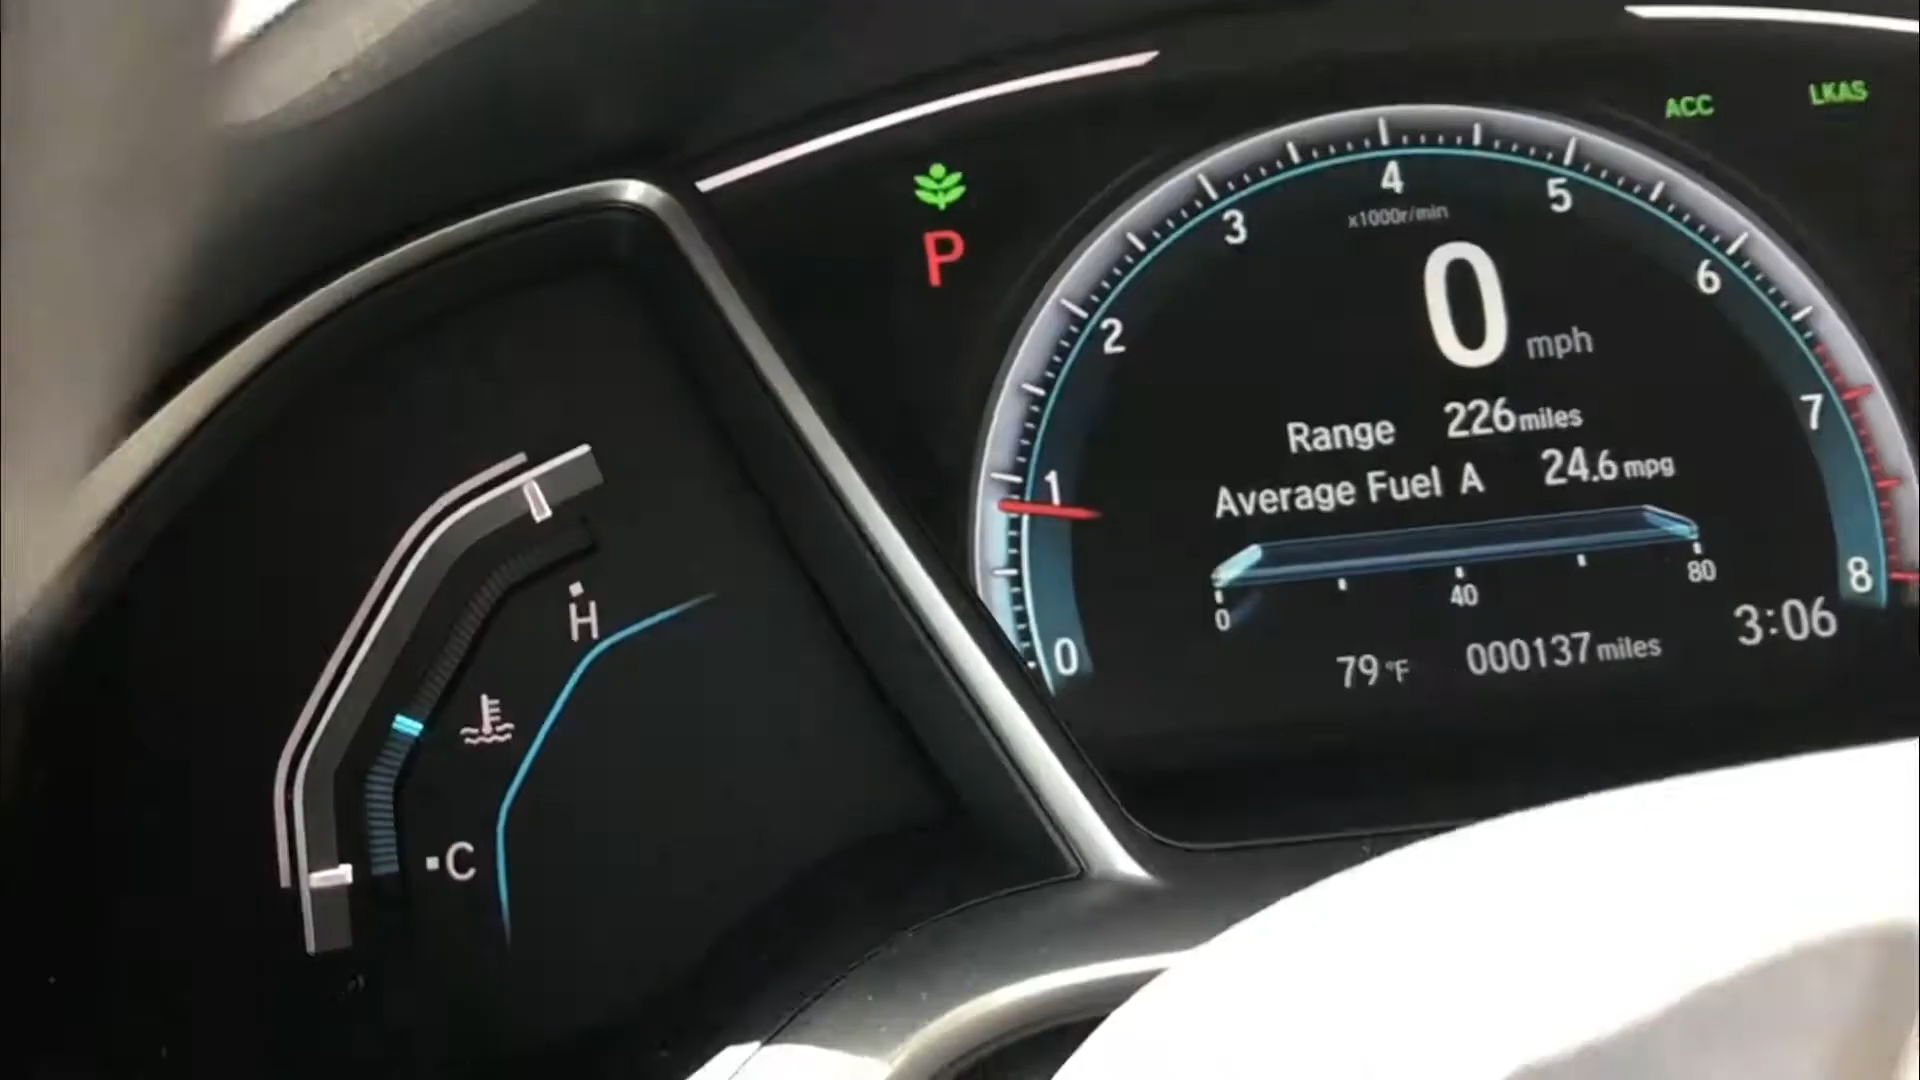 ACC LKAS
P
0 1 2 3 4 5 6 7 8
x1000r/min
0 mph
Range 226 miles
Average Fuel A 24.6 mpg
0 40 80
79 °F 000137 miles 3:06
H
C